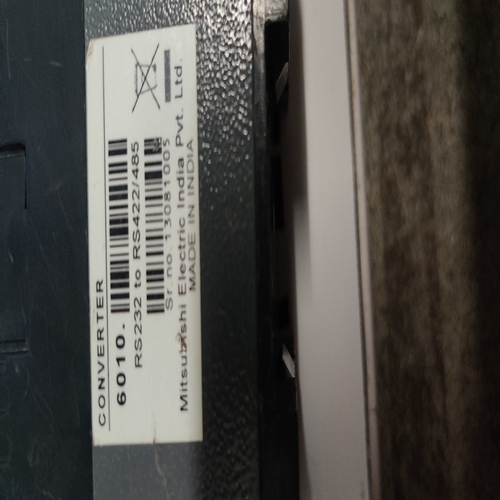 CONVERTER
6010.
RS232 to RS422/485
Sr. no 13081005
Mitsubishi Electric India Pvt. Ltd.
MADE IN INDIA